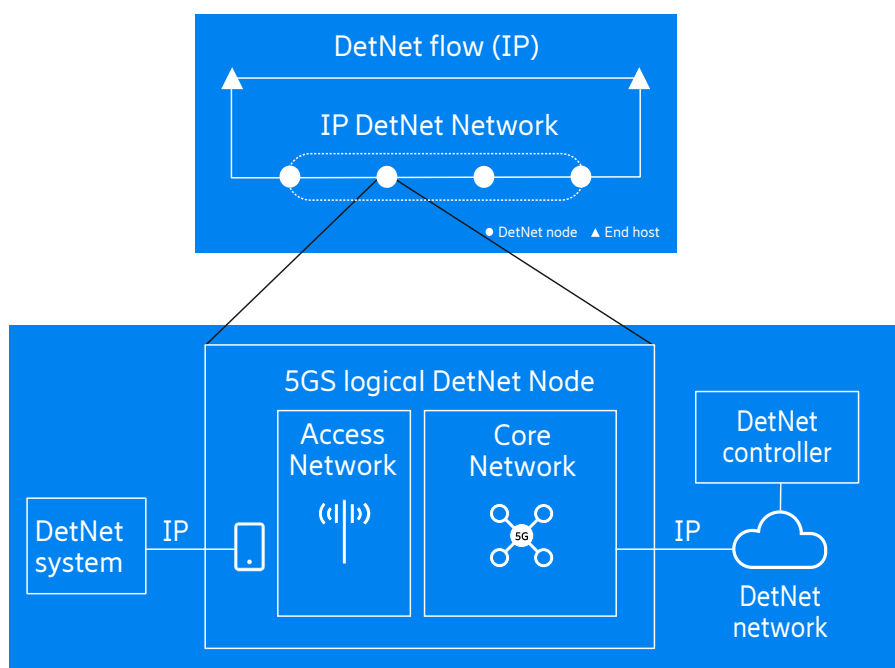 DetNet flow (IP)
IP DetNet Network
DetNet node
End host
5GS logical DetNet Node
Access
Network
Core
Network
5G
DetNet
system
IP
IP
DetNet
controller
DetNet
network